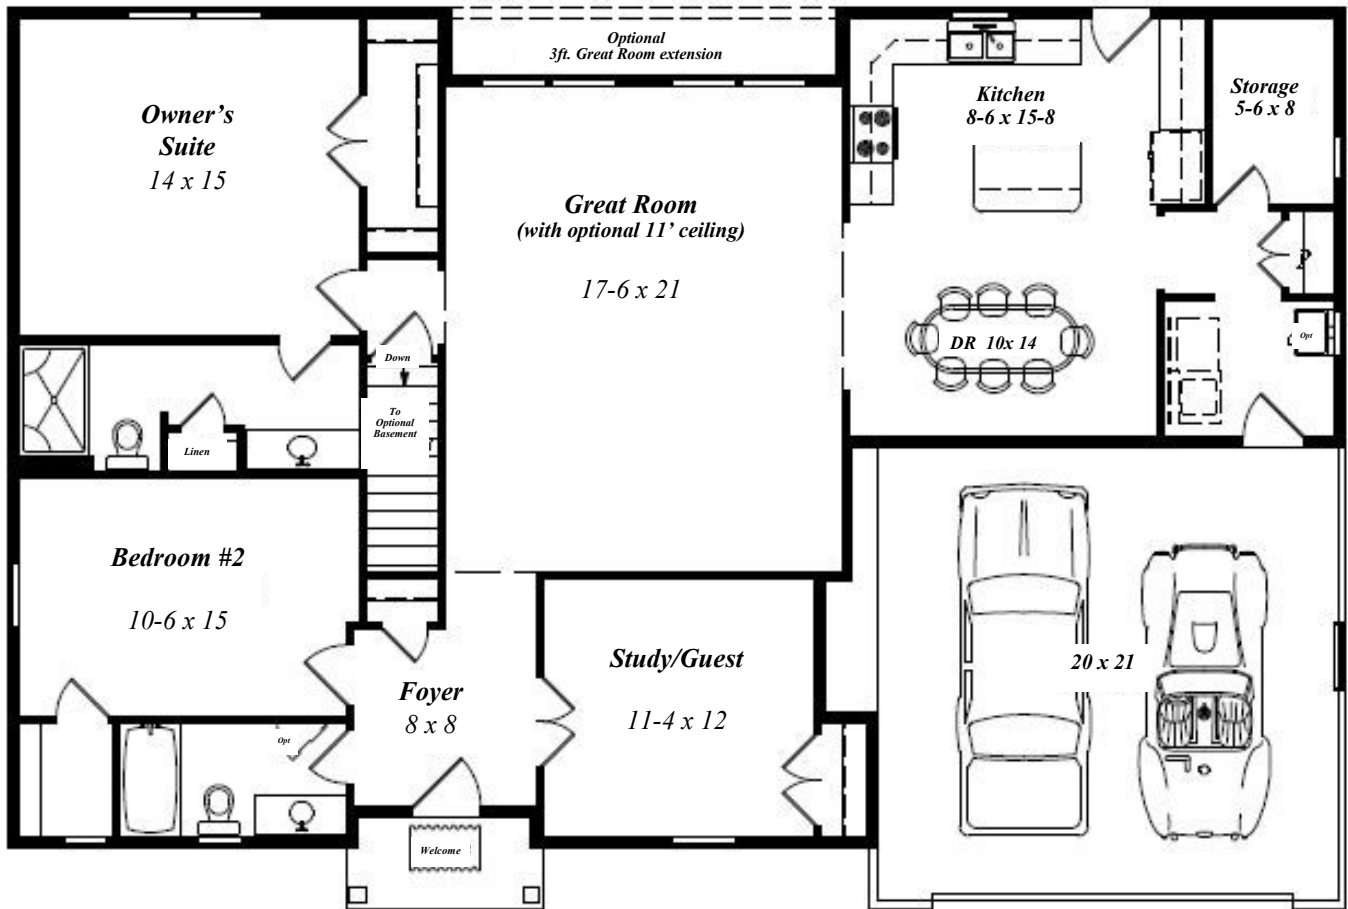 Optional
3ft. Great Room extension
Owner's
Suite
14 x 15
Kitchen
8-6 x 15-8
Storage
5-6 x 8
Great Room
(with optional 11' ceiling)
17-6 x 21
DR 10x 14
Opt
Down
To
Optional
Basement
Linen
Bedroom #2
10-6 x 15
Study/Guest
11-4 x 12
Foyer
8 x 8
20 x 21
Opt
Welcome